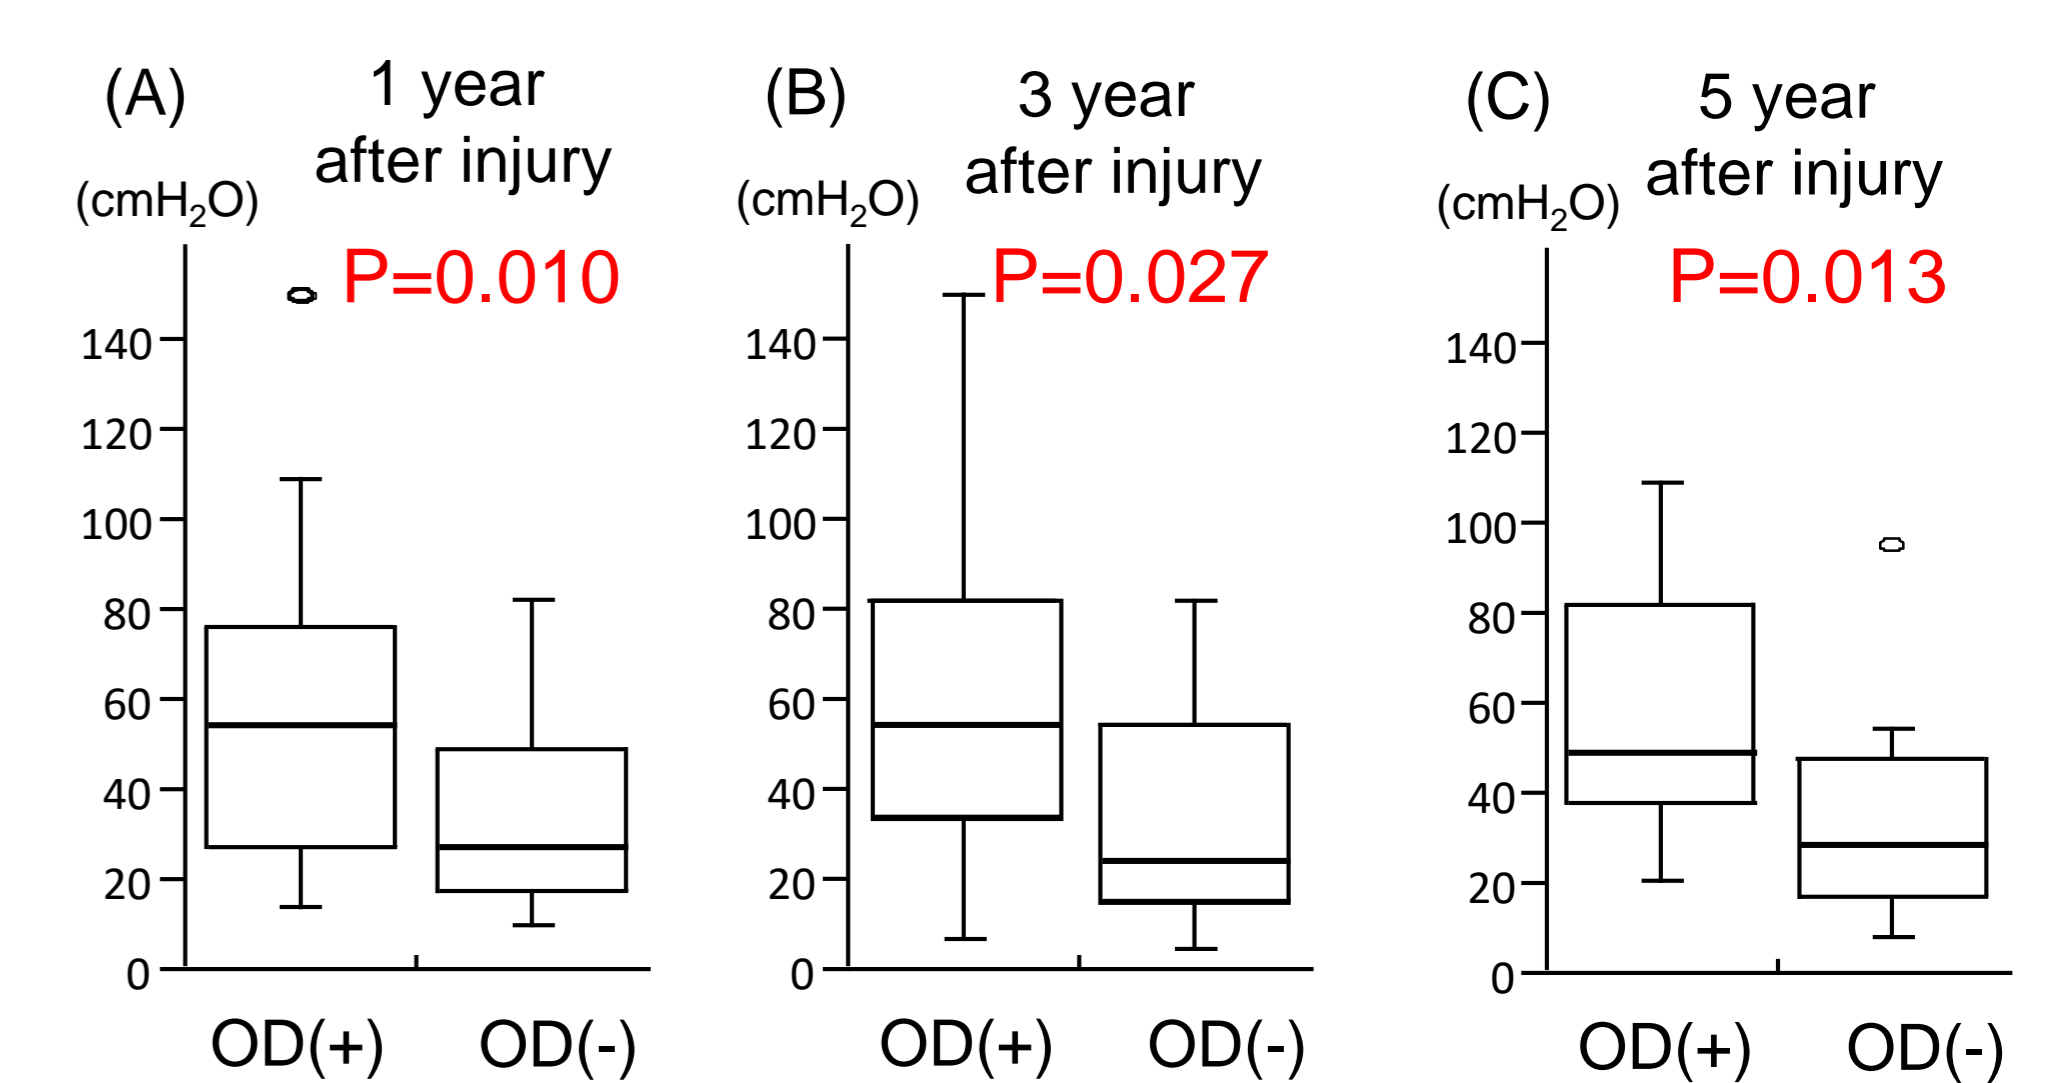 (A)
1 year
after injury
(cmH₂O)
P=0.010
140
120
100
80
60
40
20
0
OD(+)
OD(-)
(B)
3 year
after injury
(cmH₂O)
P=0.027
140
120
100
80
60
40
20
0
OD(+)
OD(-)
(C)
5 year
after injury
(cmH₂O)
P=0.013
140
120
100
80
60
40
20
0
OD(+)
OD(-)